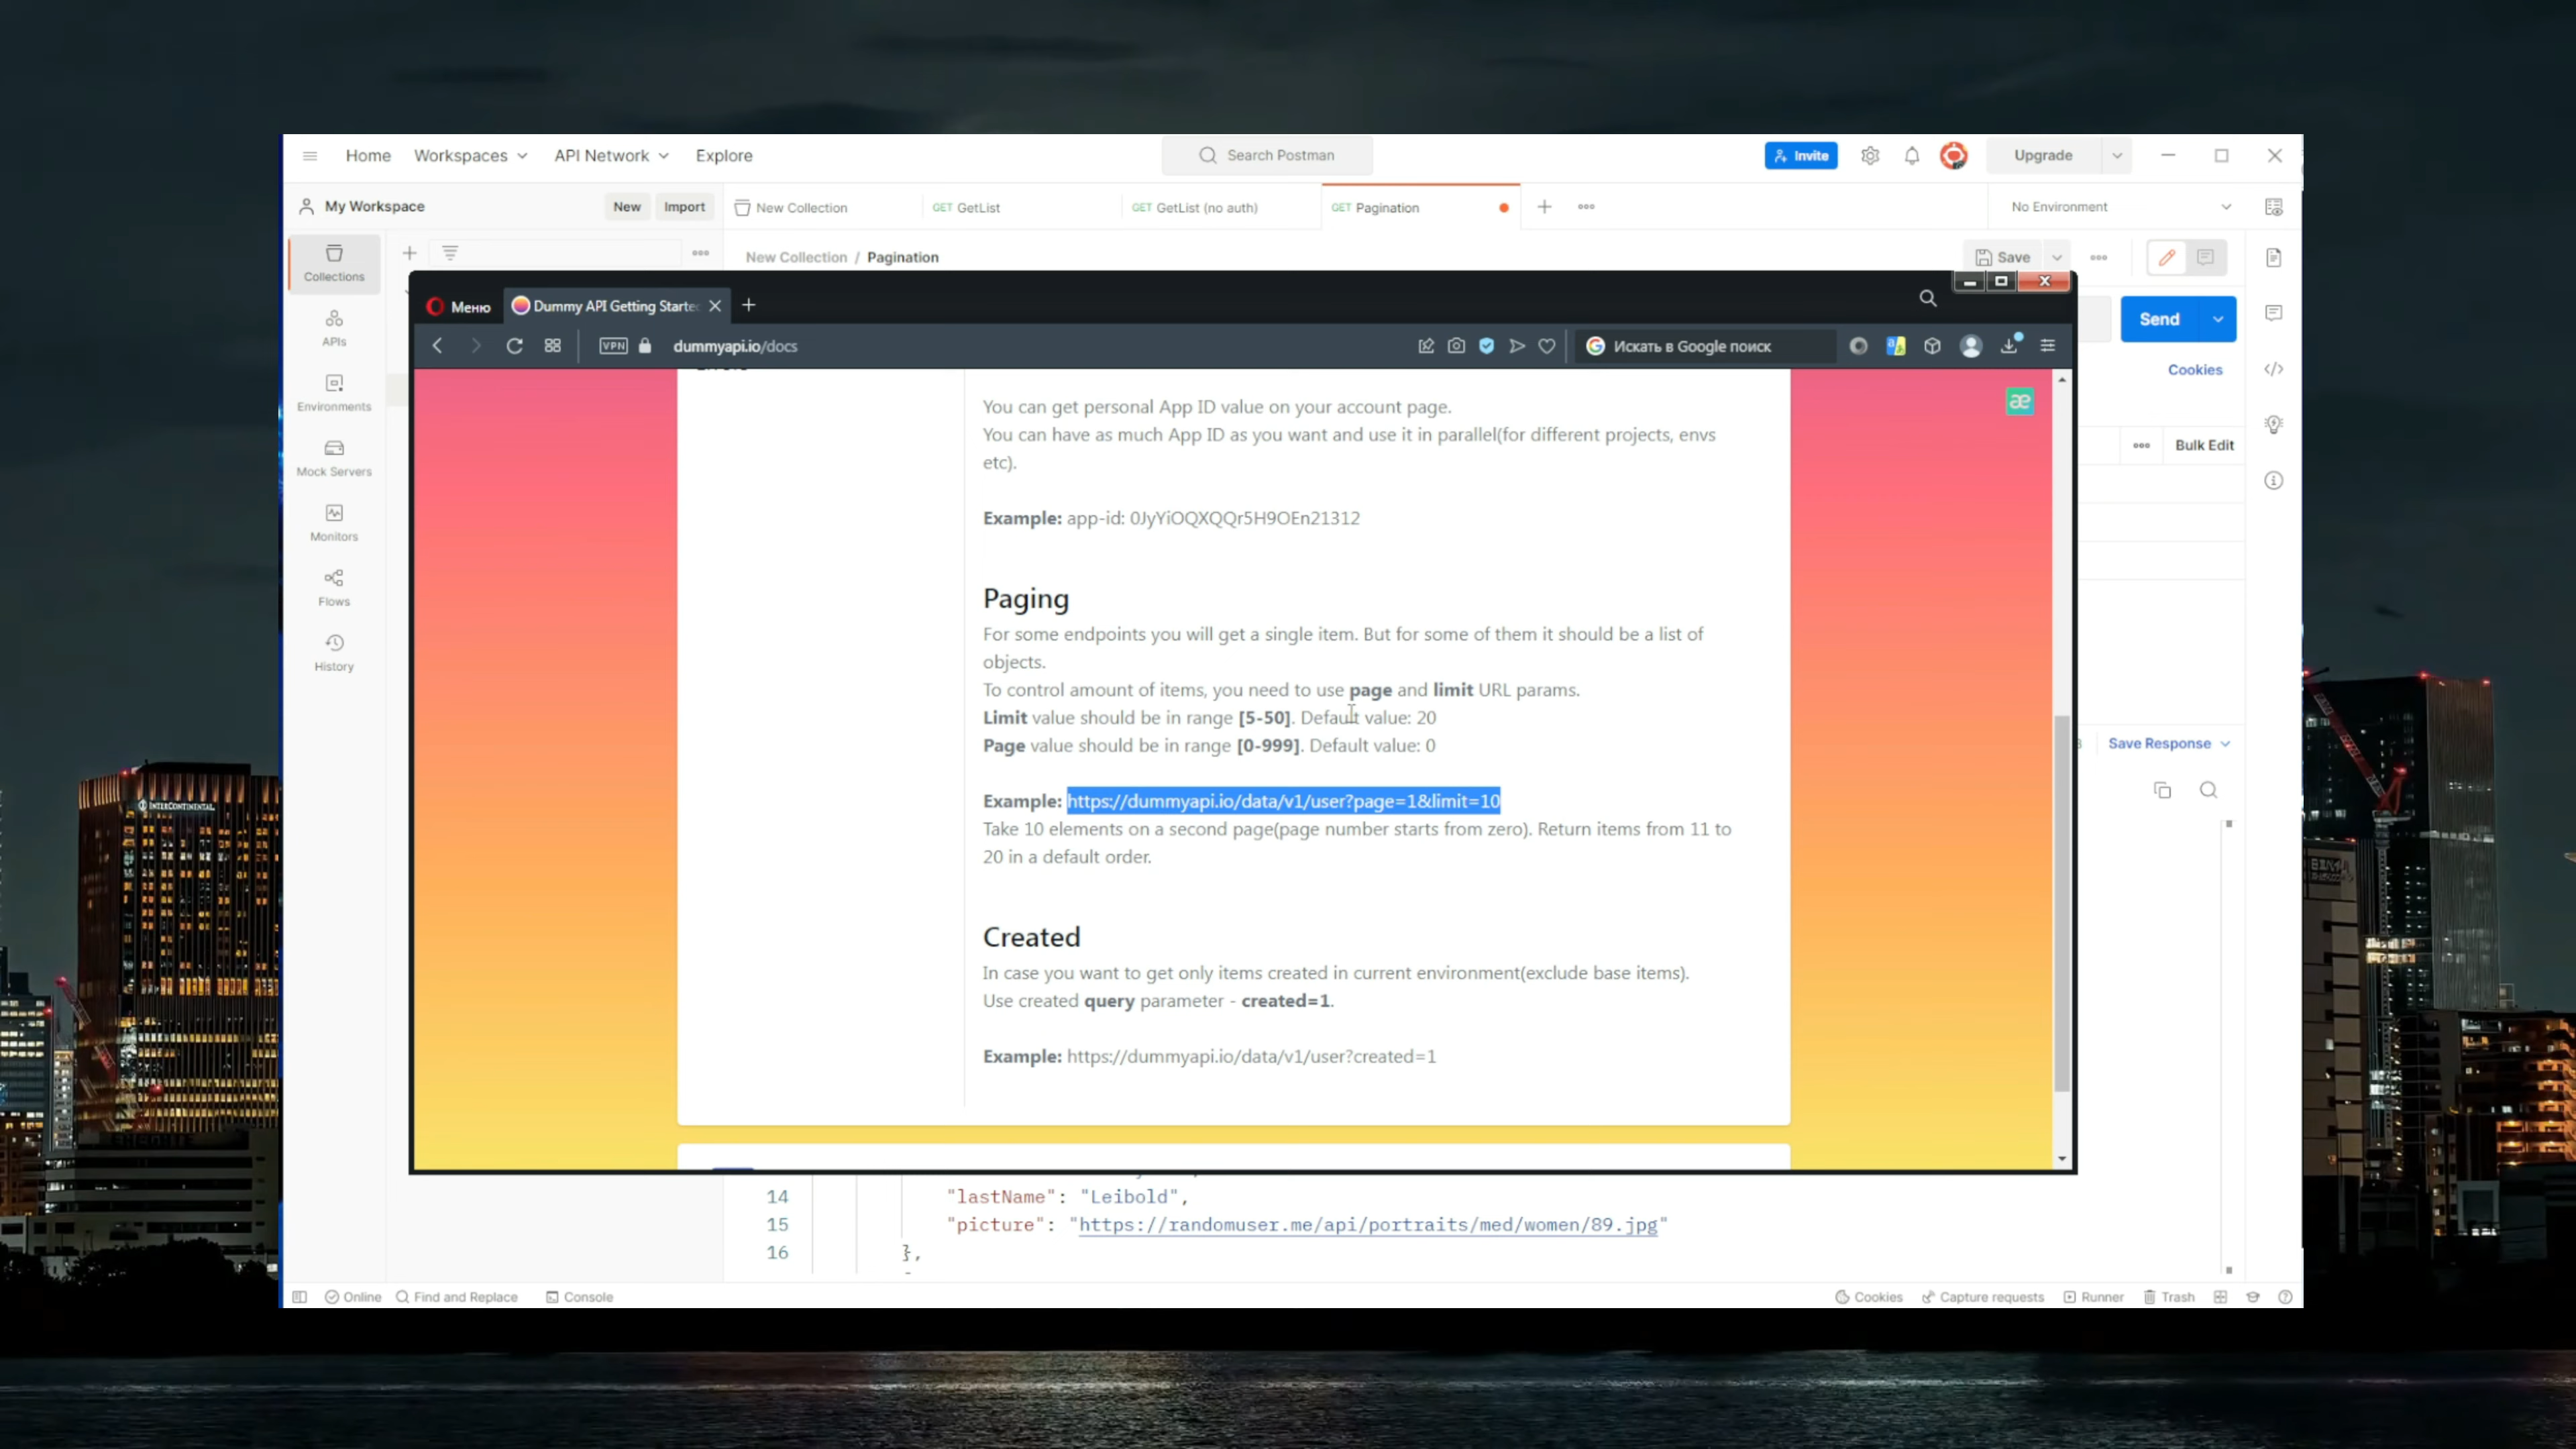 Home Workspaces API Network Explore
Search Postman
Invite
Upgrade
My Workspace New Import
New Collection
GET GetList
GET GetList (no auth)
GET Pagination
No Environment
New Collection / Pagination
Save
Collections
APIs
Environments
Mock Servers
Monitors
Flows
History
Меню
Dummy API Getting Starte
VPN
dummyapi.io/docs
Искать в Google поиск
Send
Cookies
Bulk Edit
Save Response
æ
You can get personal App ID value on your account page.
You can have as much App ID as you want and use it in parallel(for different projects, envs
etc).
Example: app-id: 0JyYiOQXQQr5H9OEn21312
Paging
For some endpoints you will get a single item. But for some of them it should be a list of
objects.
To control amount of items, you need to use page and limit URL params.
Limit value should be in range [5-50]. Default value: 20
Page value should be in range [0-999]. Default value: 0
Example: https://dummyapi.io/data/v1/user?page=1&limit=10
Take 10 elements on a second page(page number starts from zero). Return items from 11 to
20 in a default order.
Created
In case you want to get only items created in current environment(exclude base items).
Use created query parameter - created=1.
Example: https://dummyapi.io/data/v1/user?created=1
14 "lastName": "Leibold",
15 "picture": "https://randomuser.me/api/portraits/med/women/89.jpg"
16 },
Online Find and Replace Console
Cookies Capture requests Runner Trash
INTERCONTINENTAL